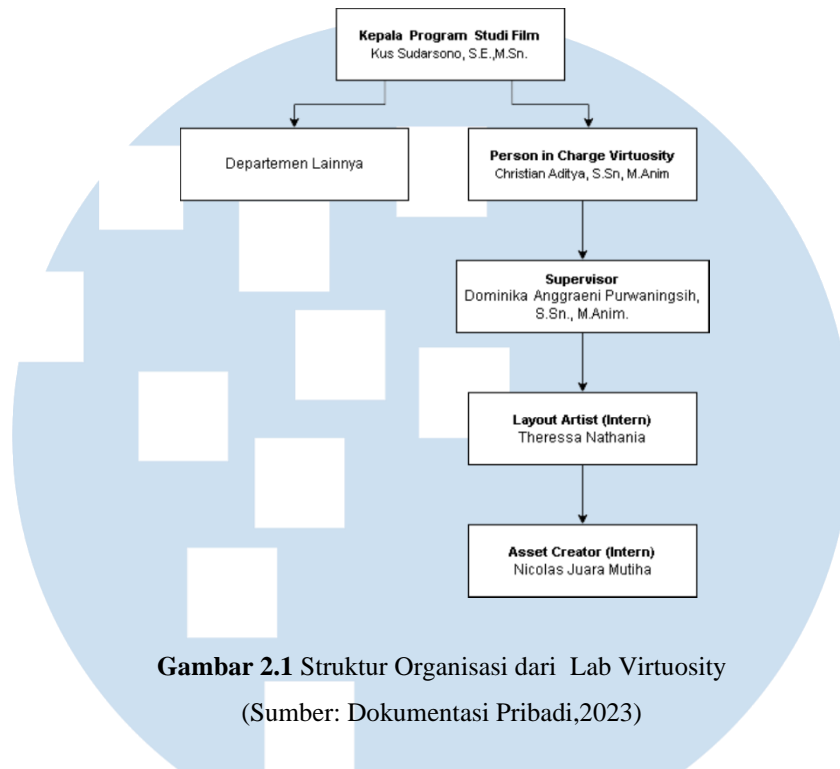 Kepala Program Studi Film
Kus Sudarsono, S.E.,M.Sn.
Departemen Lainnya
Person in Charge Virtuosity
Christian Aditya, S.Sn, M.Anim
Supervisor
Dominika Anggraeni Purwaningsih,
S.Sn., M.Anim.
Layout Artist (Intern)
Theressa Nathania
Asset Creator (Intern)
Nicolas Juara Mutiha
Gambar 2.1 Struktur Organisasi dari Lab Virtuosity
(Sumber: Dokumentasi Pribadi,2023)